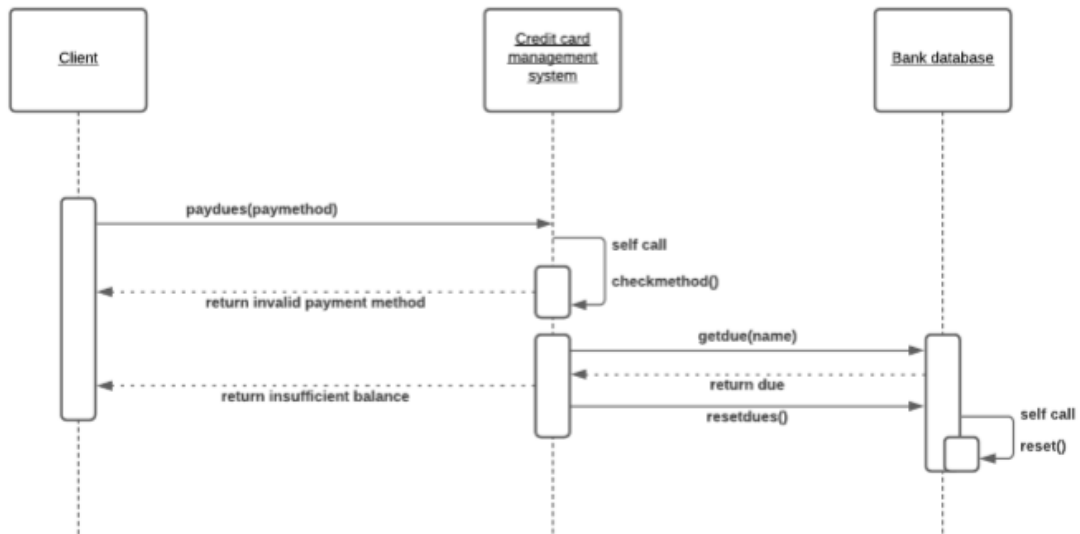 Client
Credit card
management
system
Bank database
paydues(paymethod)
self call
checkmethod()
return invalid payment method
getdue(name)
return due
return insufficient balance
resetdues()
self call
reset()